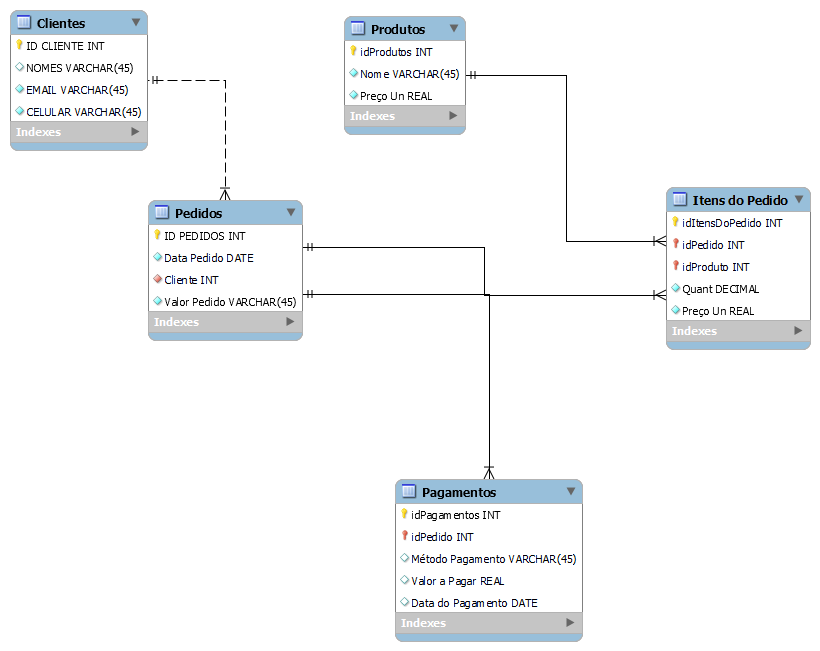 Clientes
ID CLIENTE INT
NOMES VARCHAR(45)
EMAIL VARCHAR(45)
CELULAR VARCHAR(45)
Indexes
Produtos
idProdutos INT
Nome VARCHAR(45)
Preço Un REAL
Indexes
Itens do Pedido
idItensDoPedido INT
idPedido INT
idProduto INT
Quant DECIMAL
Preço Un REAL
Indexes
Pedidos
ID PEDIDOS INT
Data Pedido DATE
Cliente INT
Valor Pedido VARCHAR(45)
Indexes
Pagamentos
idPagamentos INT
idPedido INT
Método Pagamento VARCHAR(45)
Valor a Pagar REAL
Data do Pagamento DATE
Indexes